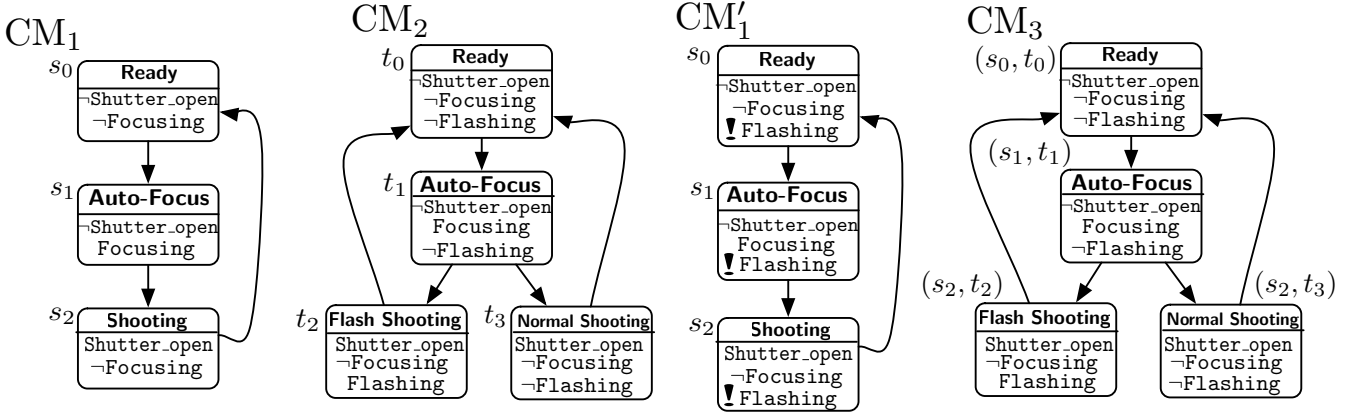 CM₁
s₀
Ready
¬Shutter_open
¬Focusing
s₁
Auto-Focus
¬Shutter_open
Focusing
s₂
Shooting
Shutter_open
¬Focusing
CM₂
t₀
Ready
¬Shutter_open
¬Focusing
¬Flashing
t₁
Auto-Focus
¬Shutter_open
Focusing
¬Flashing
t₂
Flash Shooting
Shutter_open
¬Focusing
Flashing
t₃
Normal Shooting
Shutter_open
¬Focusing
¬Flashing
CM′₁
s₀
Ready
¬Shutter_open
¬Focusing
! Flashing
s₁
Auto-Focus
¬Shutter_open
Focusing
! Flashing
s₂
Shooting
Shutter_open
¬Focusing
! Flashing
CM₃
(s₀, t₀)
Ready
¬Shutter_open
¬Focusing
¬Flashing
(s₁, t₁)
Auto-Focus
¬Shutter_open
Focusing
¬Flashing
(s₂, t₂)
Flash Shooting
Shutter_open
¬Focusing
Flashing
(s₂, t₃)
Normal Shooting
Shutter_open
¬Focusing
¬Flashing